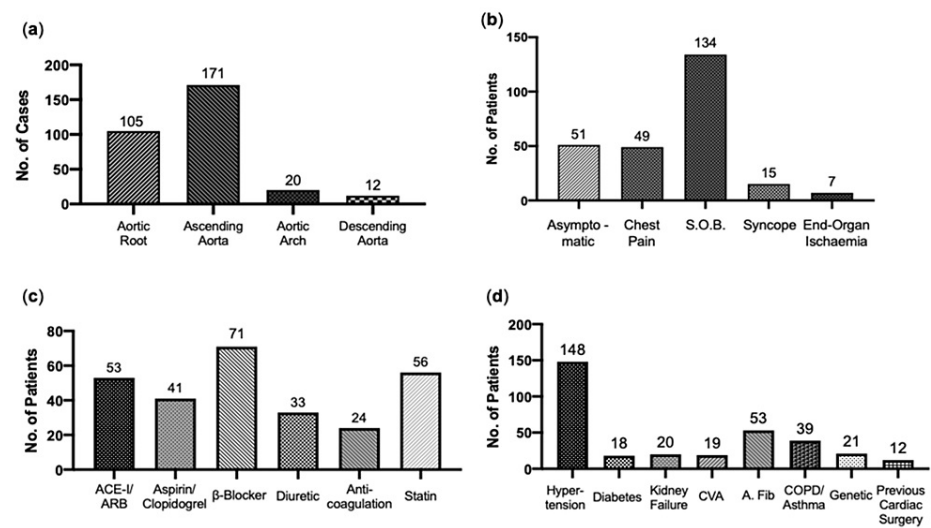 (a)
No. of Cases
200
150
100
50
0
105
171
20
12
Aortic
Root
Ascending
Aorta
Aortic
Arch
Descending
Aorta
(b)
No. of Patients
150
100
50
0
51
49
134
15
7
Asympto -
matic
Chest
Pain
S.O.B.
Syncope
End-Organ
Ischaemia
(c)
No. of Patients
80
60
40
20
0
53
41
71
33
24
56
ACE-I/
ARB
Aspirin/
Clopidogrel
β-Blocker
Diuretic
Anti-
coagulation
Statin
(d)
No. of Patients
200
150
100
50
0
148
18
20
19
53
39
21
12
Hyper-
tension
Diabetes
Kidney
Failure
CVA
A. Fib
COPD/
Asthma
Genetic
Previous
Cardiac
Surgery